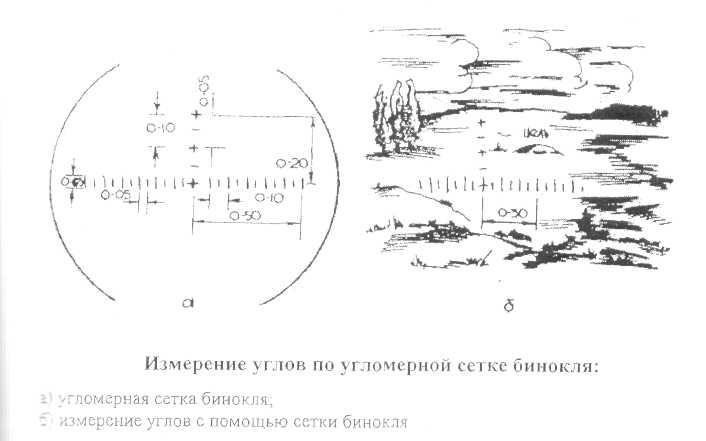 0-05
0-10
0-20
0-05
0-05
0-10
0-50
а
цель
0-30
б
Измерение углов по угломерной сетке бинокля:
а) угломерная сетка бинокля;
б) измерение углов с помощью сетки бинокля